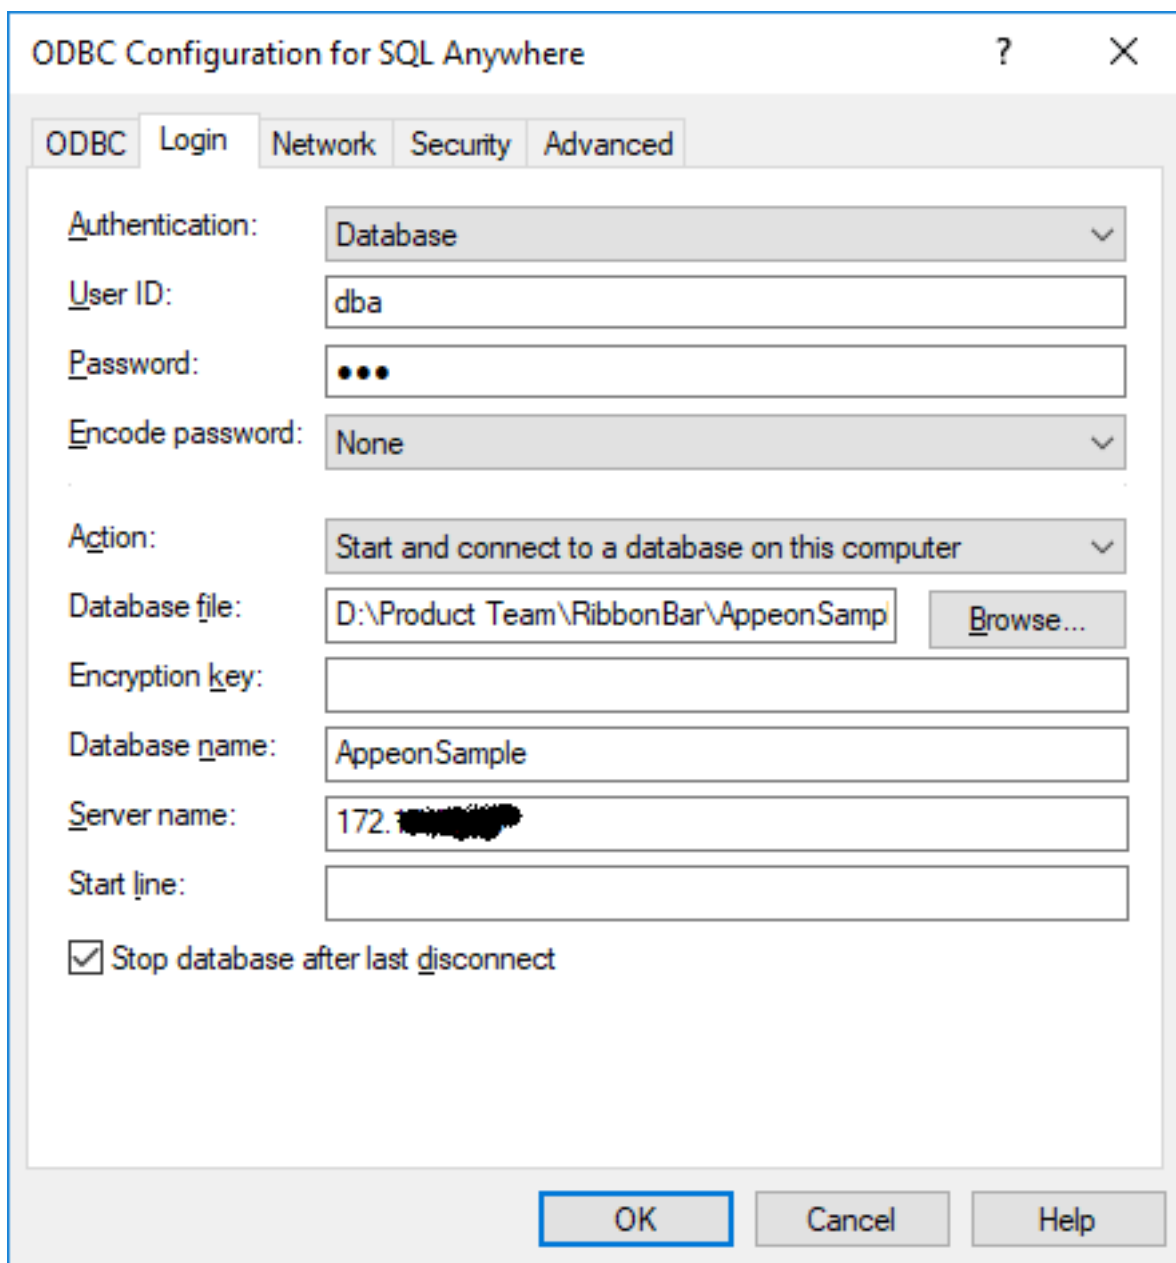 ODBC Configuration for SQL Anywhere ?
ODBC Login Network Security Advanced
Authentication: Database
User ID: dba
Password: •••
Encode password: None
Action: Start and connect to a database on this computer
Database file: D:\Product Team\RibbonBar\AppeonSamp Browse...
Encryption key:
Database name: AppeonSample
Server name: 172.
Start line:
Stop database after last disconnect
OK Cancel Help